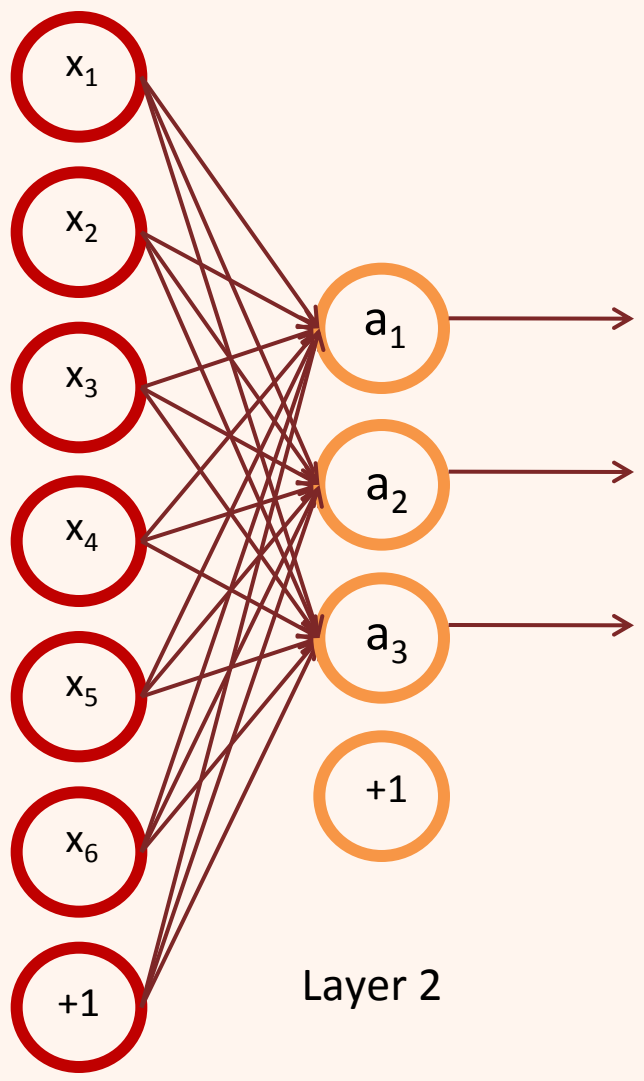 x₁
x₂
x₃
x₄
x₅
x₆
+1
a₁
a₂
a₃
+1
Layer 2